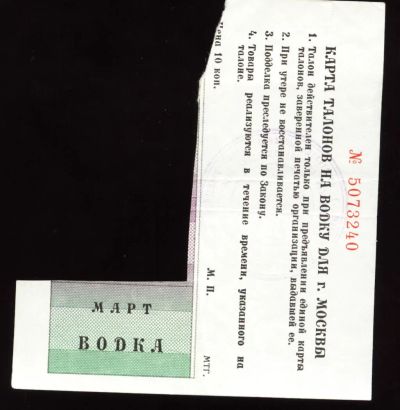 № 5073240
КАРТА ТАЛОНОВ НА ВОДКУ ДЛЯ г. МОСКВЫ
1. Талон действителен только при предъявлении единой карты
талонов, заверенной печатью организации, выдавшей ее.
2. При утере не восстанавливается.
3. Подделка преследуется по Закону.
4. Товары реализуются в течение времени, указанного на
талоне.
Цена 10 коп.
М. П.
МТГ.
МАРТ
ВОДКА